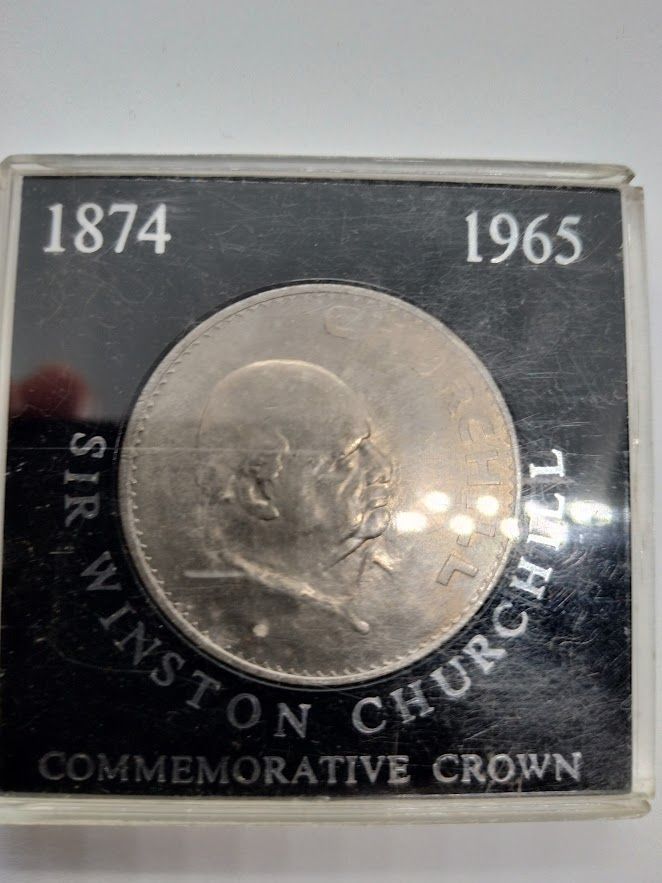 1874 1965
CHURCHILL
SIR WINSTON CHURCHILL
COMMEMORATIVE CROWN